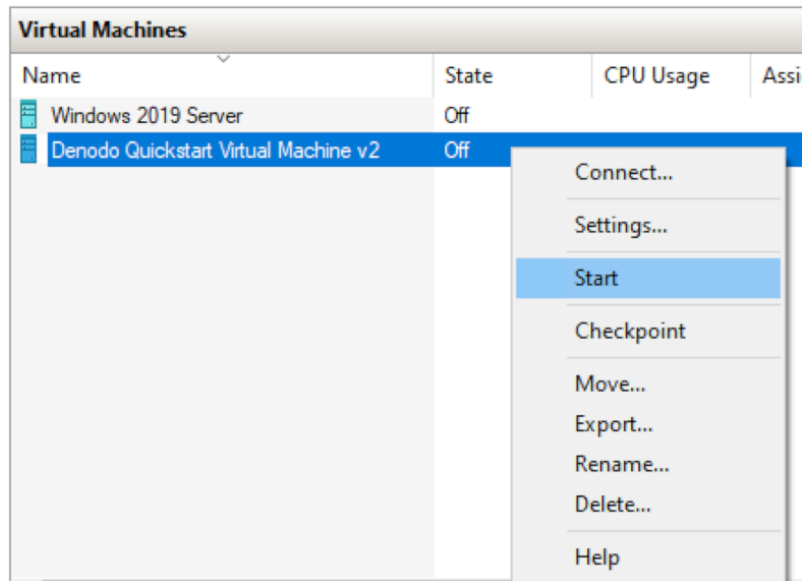 Virtual Machines
Name State CPU Usage Assi
Windows 2019 Server Off
Denodo Quickstart Virtual Machine v2 Off
Connect...
Settings...
Start
Checkpoint
Move...
Export...
Rename...
Delete...
Help